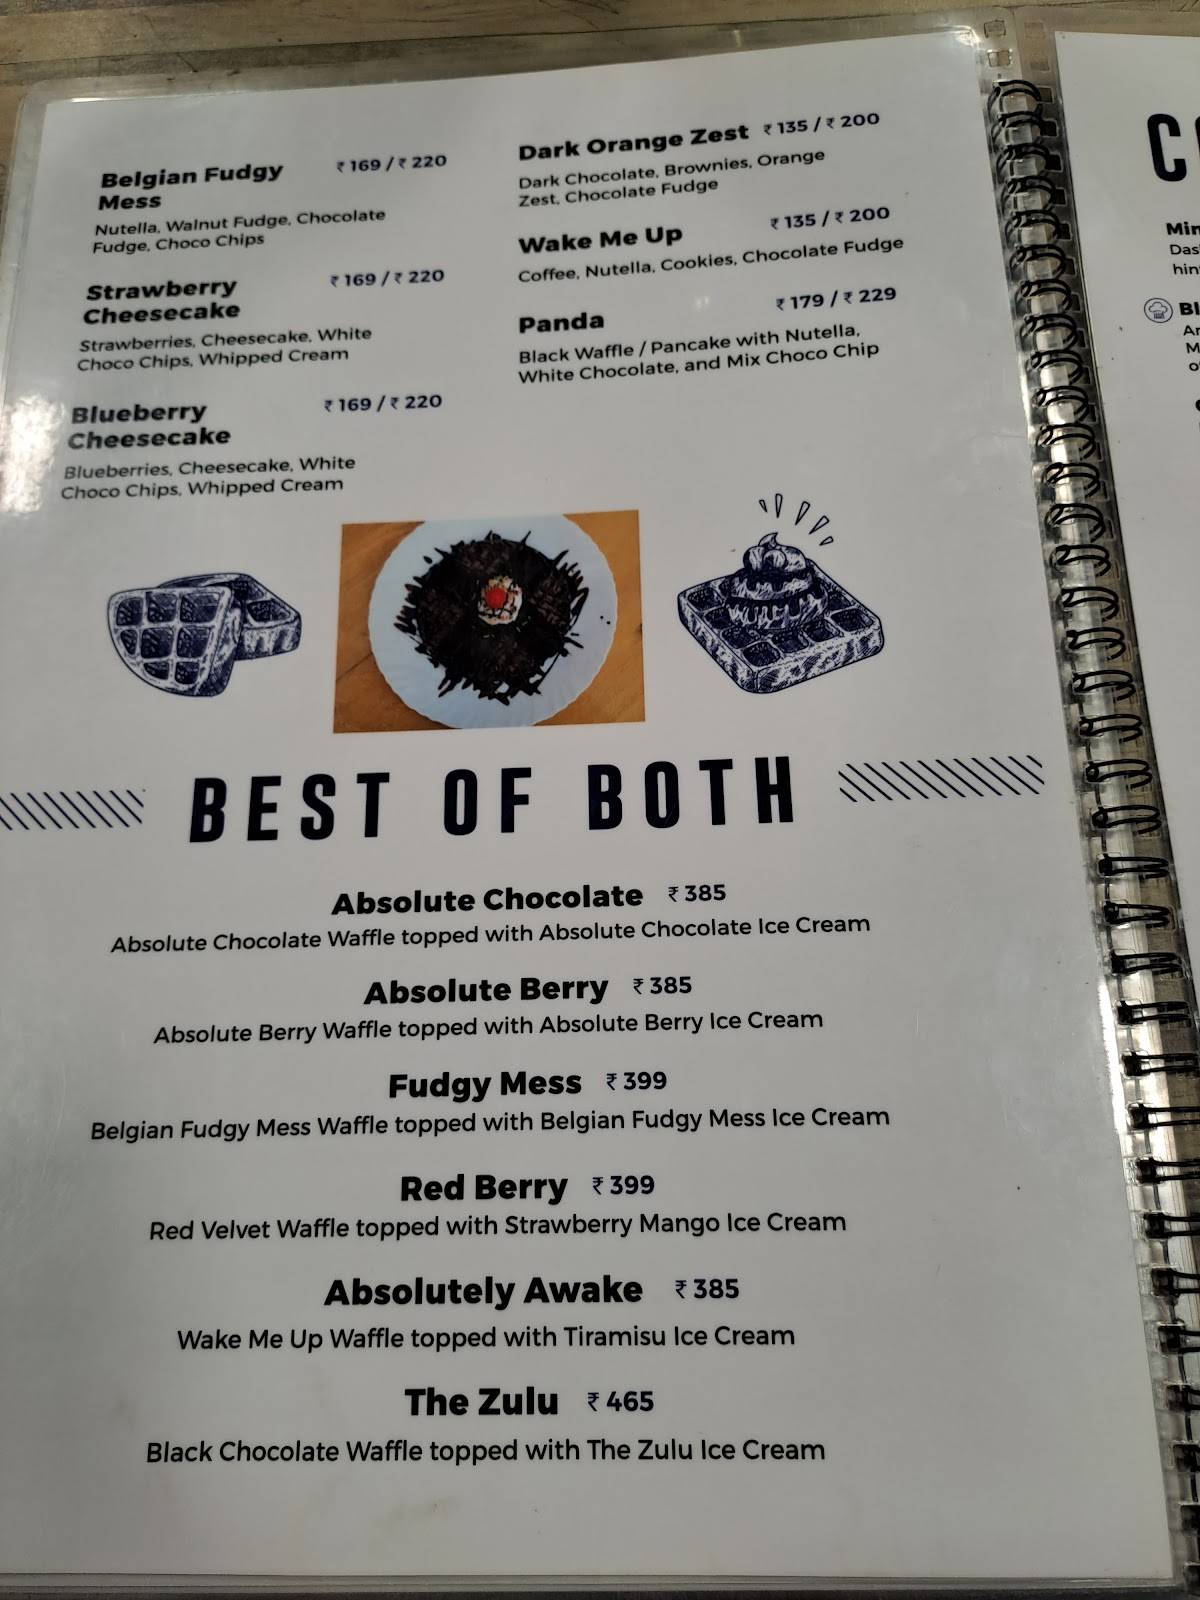 Belgian Fudgy ₹ 169 / ₹ 220
Mess
Nutella, Walnut Fudge, Chocolate
Fudge, Choco Chips
Strawberry ₹ 169 / ₹ 220
Cheesecake
Strawberries, Cheesecake, White
Choco Chips, Whipped Cream
Blueberry ₹ 169 / ₹ 220
Cheesecake
Blueberries, Cheesecake, White
Choco Chips, Whipped Cream
Dark Orange Zest ₹ 135 / ₹ 200
Dark Chocolate, Brownies, Orange
Zest, Chocolate Fudge
Wake Me Up ₹ 135 / ₹ 200
Coffee, Nutella, Cookies, Chocolate Fudge
Panda ₹ 179 / ₹ 229
Black Waffle / Pancake with Nutella,
White Chocolate, and Mix Choco Chip
BEST OF BOTH
Absolute Chocolate ₹ 385
Absolute Chocolate Waffle topped with Absolute Chocolate Ice Cream
Absolute Berry ₹ 385
Absolute Berry Waffle topped with Absolute Berry Ice Cream
Fudgy Mess ₹ 399
Belgian Fudgy Mess Waffle topped with Belgian Fudgy Mess Ice Cream
Red Berry ₹ 399
Red Velvet Waffle topped with Strawberry Mango Ice Cream
Absolutely Awake ₹ 385
Wake Me Up Waffle topped with Tiramisu Ice Cream
The Zulu ₹ 465
Black Chocolate Waffle topped with The Zulu Ice Cream